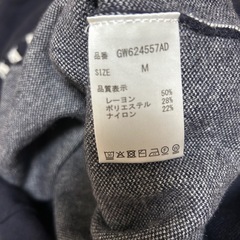 品番 GW624557AD
SIZE M
品質表示
レーヨン 50%
ポリエステル 28%
ナイロン 22%